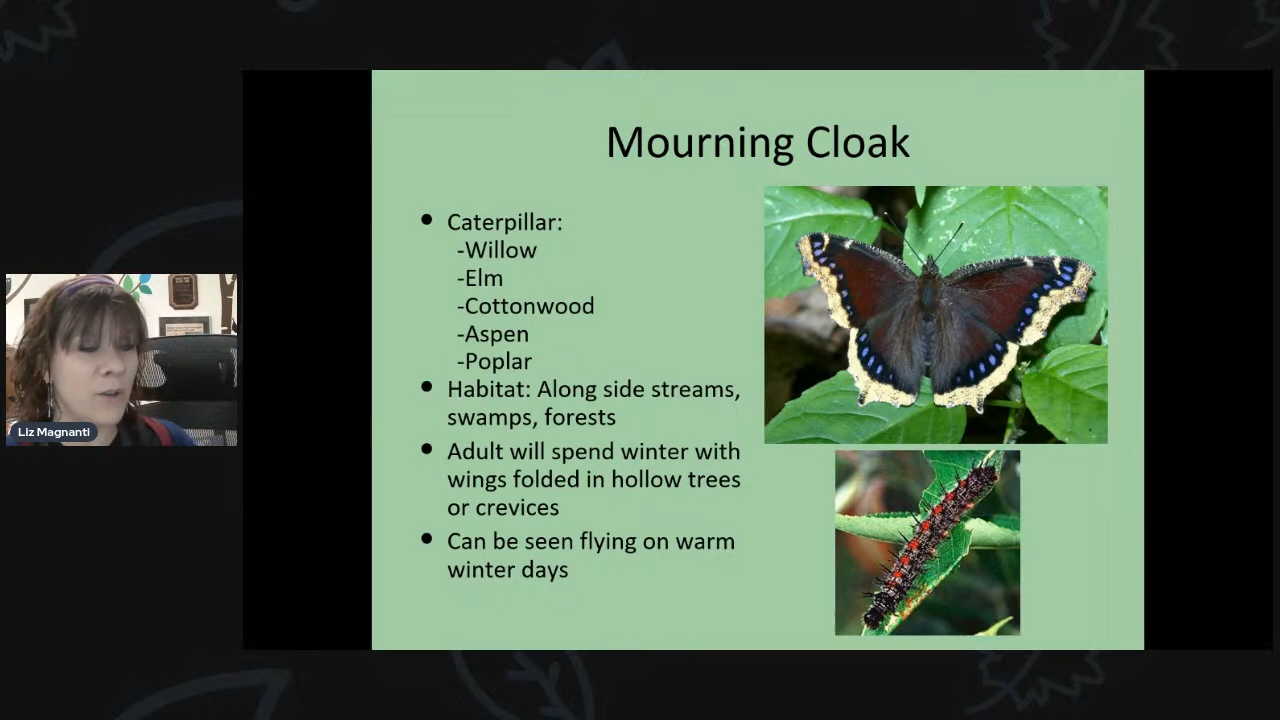 Mourning Cloak
• Caterpillar:
-Willow
-Elm
-Cottonwood
-Aspen
-Poplar
• Habitat: Along side streams,
swamps, forests
• Adult will spend winter with
wings folded in hollow trees
or crevices
• Can be seen flying on warm
winter days
Liz Magnanti